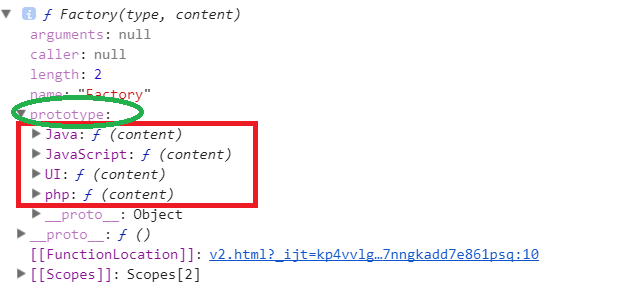 f Factory(type, content)
arguments: null
caller: null
length: 2
name: "Factory"
prototype:
Java: f (content)
JavaScript: f (content)
UI: f (content)
php: f (content)
__proto__: Object
__proto__: f ()
[[FunctionLocation]]: v2.html?_ijt=kp4vvlg…7nngkadd7e861psq:10
[[Scopes]]: Scopes[2]